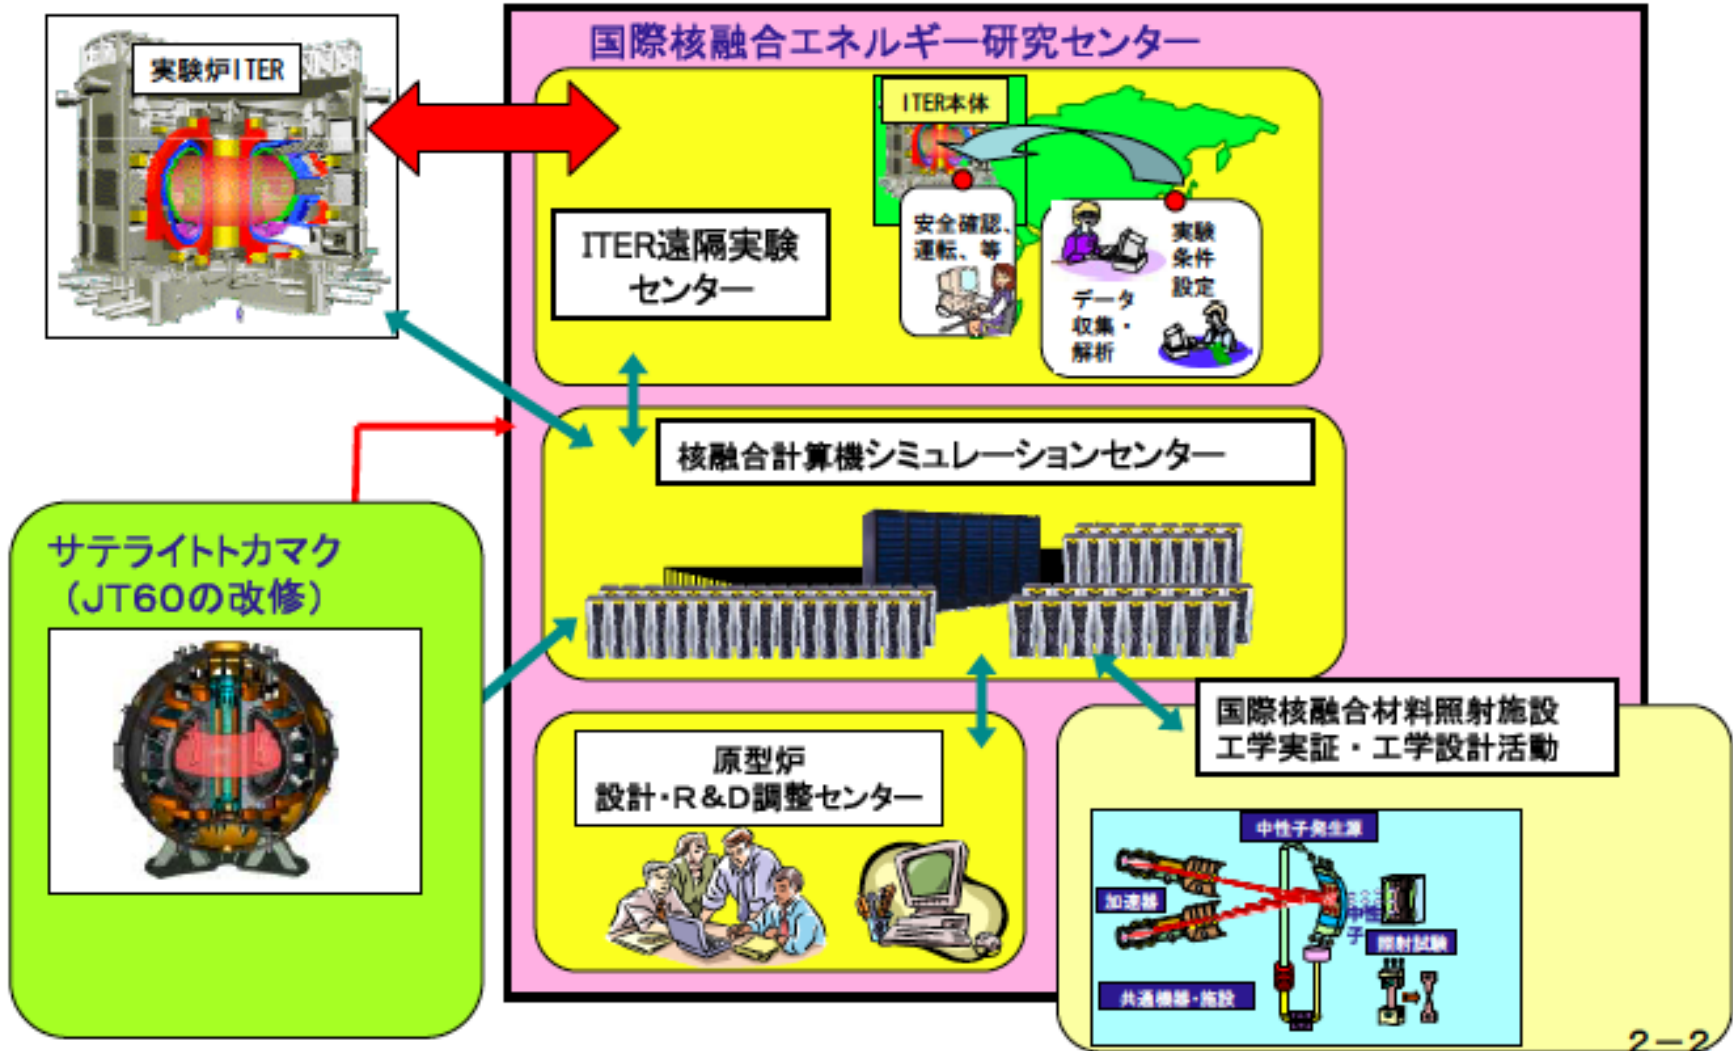 国際核融合エネルギー研究センター
実験炉ITER
ITER本体
ITER遠隔実験
センター
安全確認、
運転、等
実験
条件
設定
データ
収集・
解析
核融合計算機シミュレーションセンター
サテライトトカマク
（JT60の改修）
原型炉
設計・R＆D調整センター
国際核融合材料照射施設
工学実証・工学設計活動
中性子発生源
加速器
中性
子
照射試験
共通機器・施設
2－2